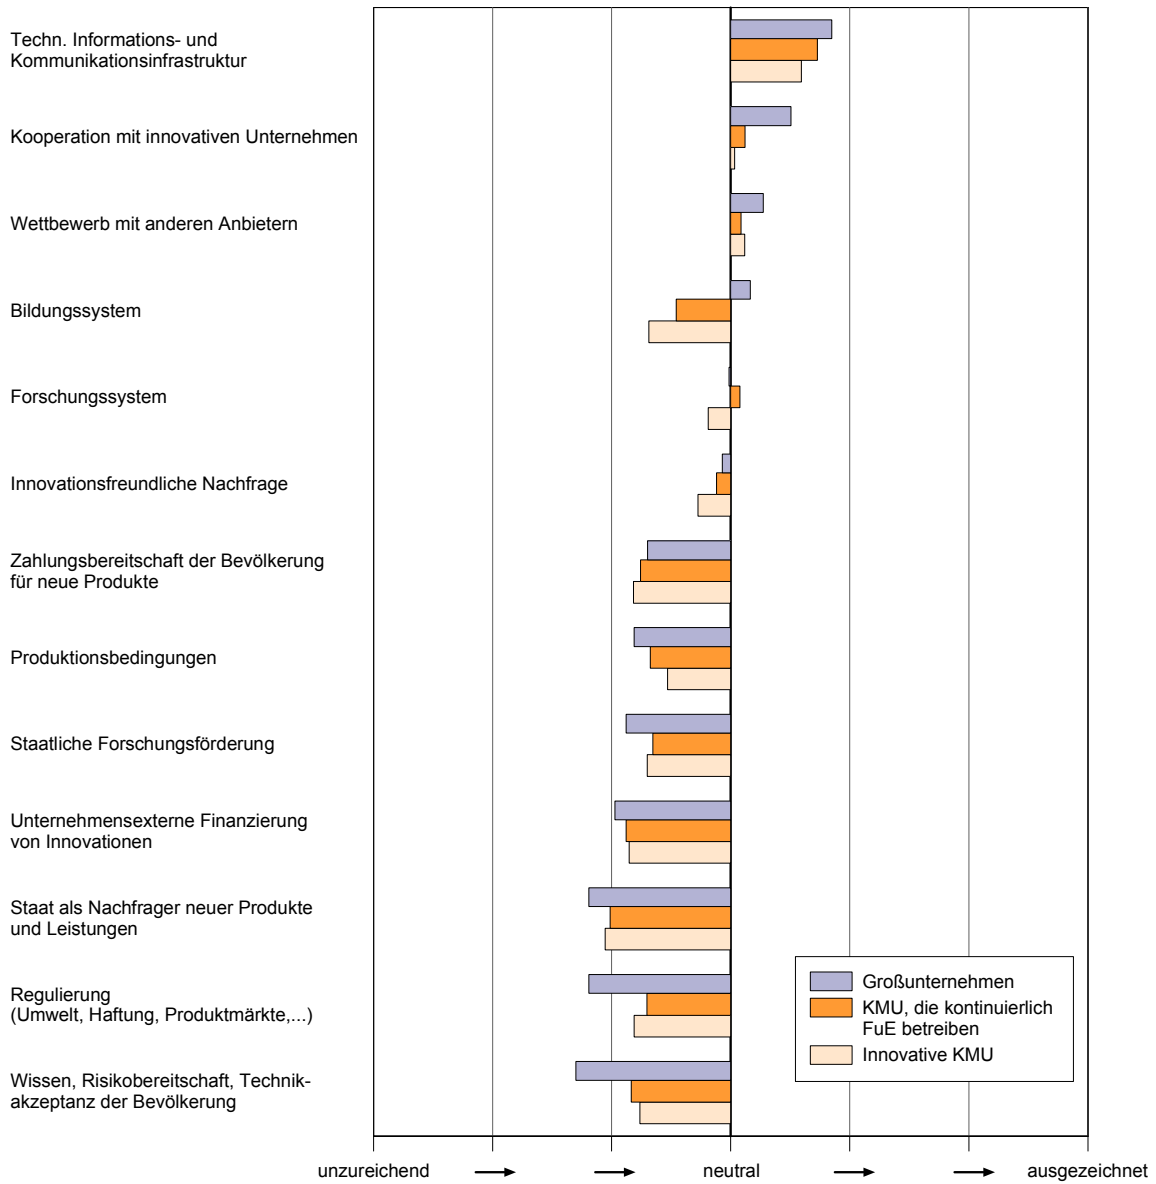 Techn. Informations- und
Kommunikationsinfrastruktur
Kooperation mit innovativen Unternehmen
Wettbewerb mit anderen Anbietern
Bildungssystem
Forschungssystem
Innovationsfreundliche Nachfrage
Zahlungsbereitschaft der Bevölkerung
für neue Produkte
Produktionsbedingungen
Staatliche Forschungsförderung
Unternehmensexterne Finanzierung
von Innovationen
Staat als Nachfrager neuer Produkte
und Leistungen
Regulierung
(Umwelt, Haftung, Produktmärkte,...)
Wissen, Risikobereitschaft, Technik-
akzeptanz der Bevölkerung
Großunternehmen
KMU, die kontinuierlich
FuE betreiben
Innovative KMU
unzureichend neutral ausgezeichnet